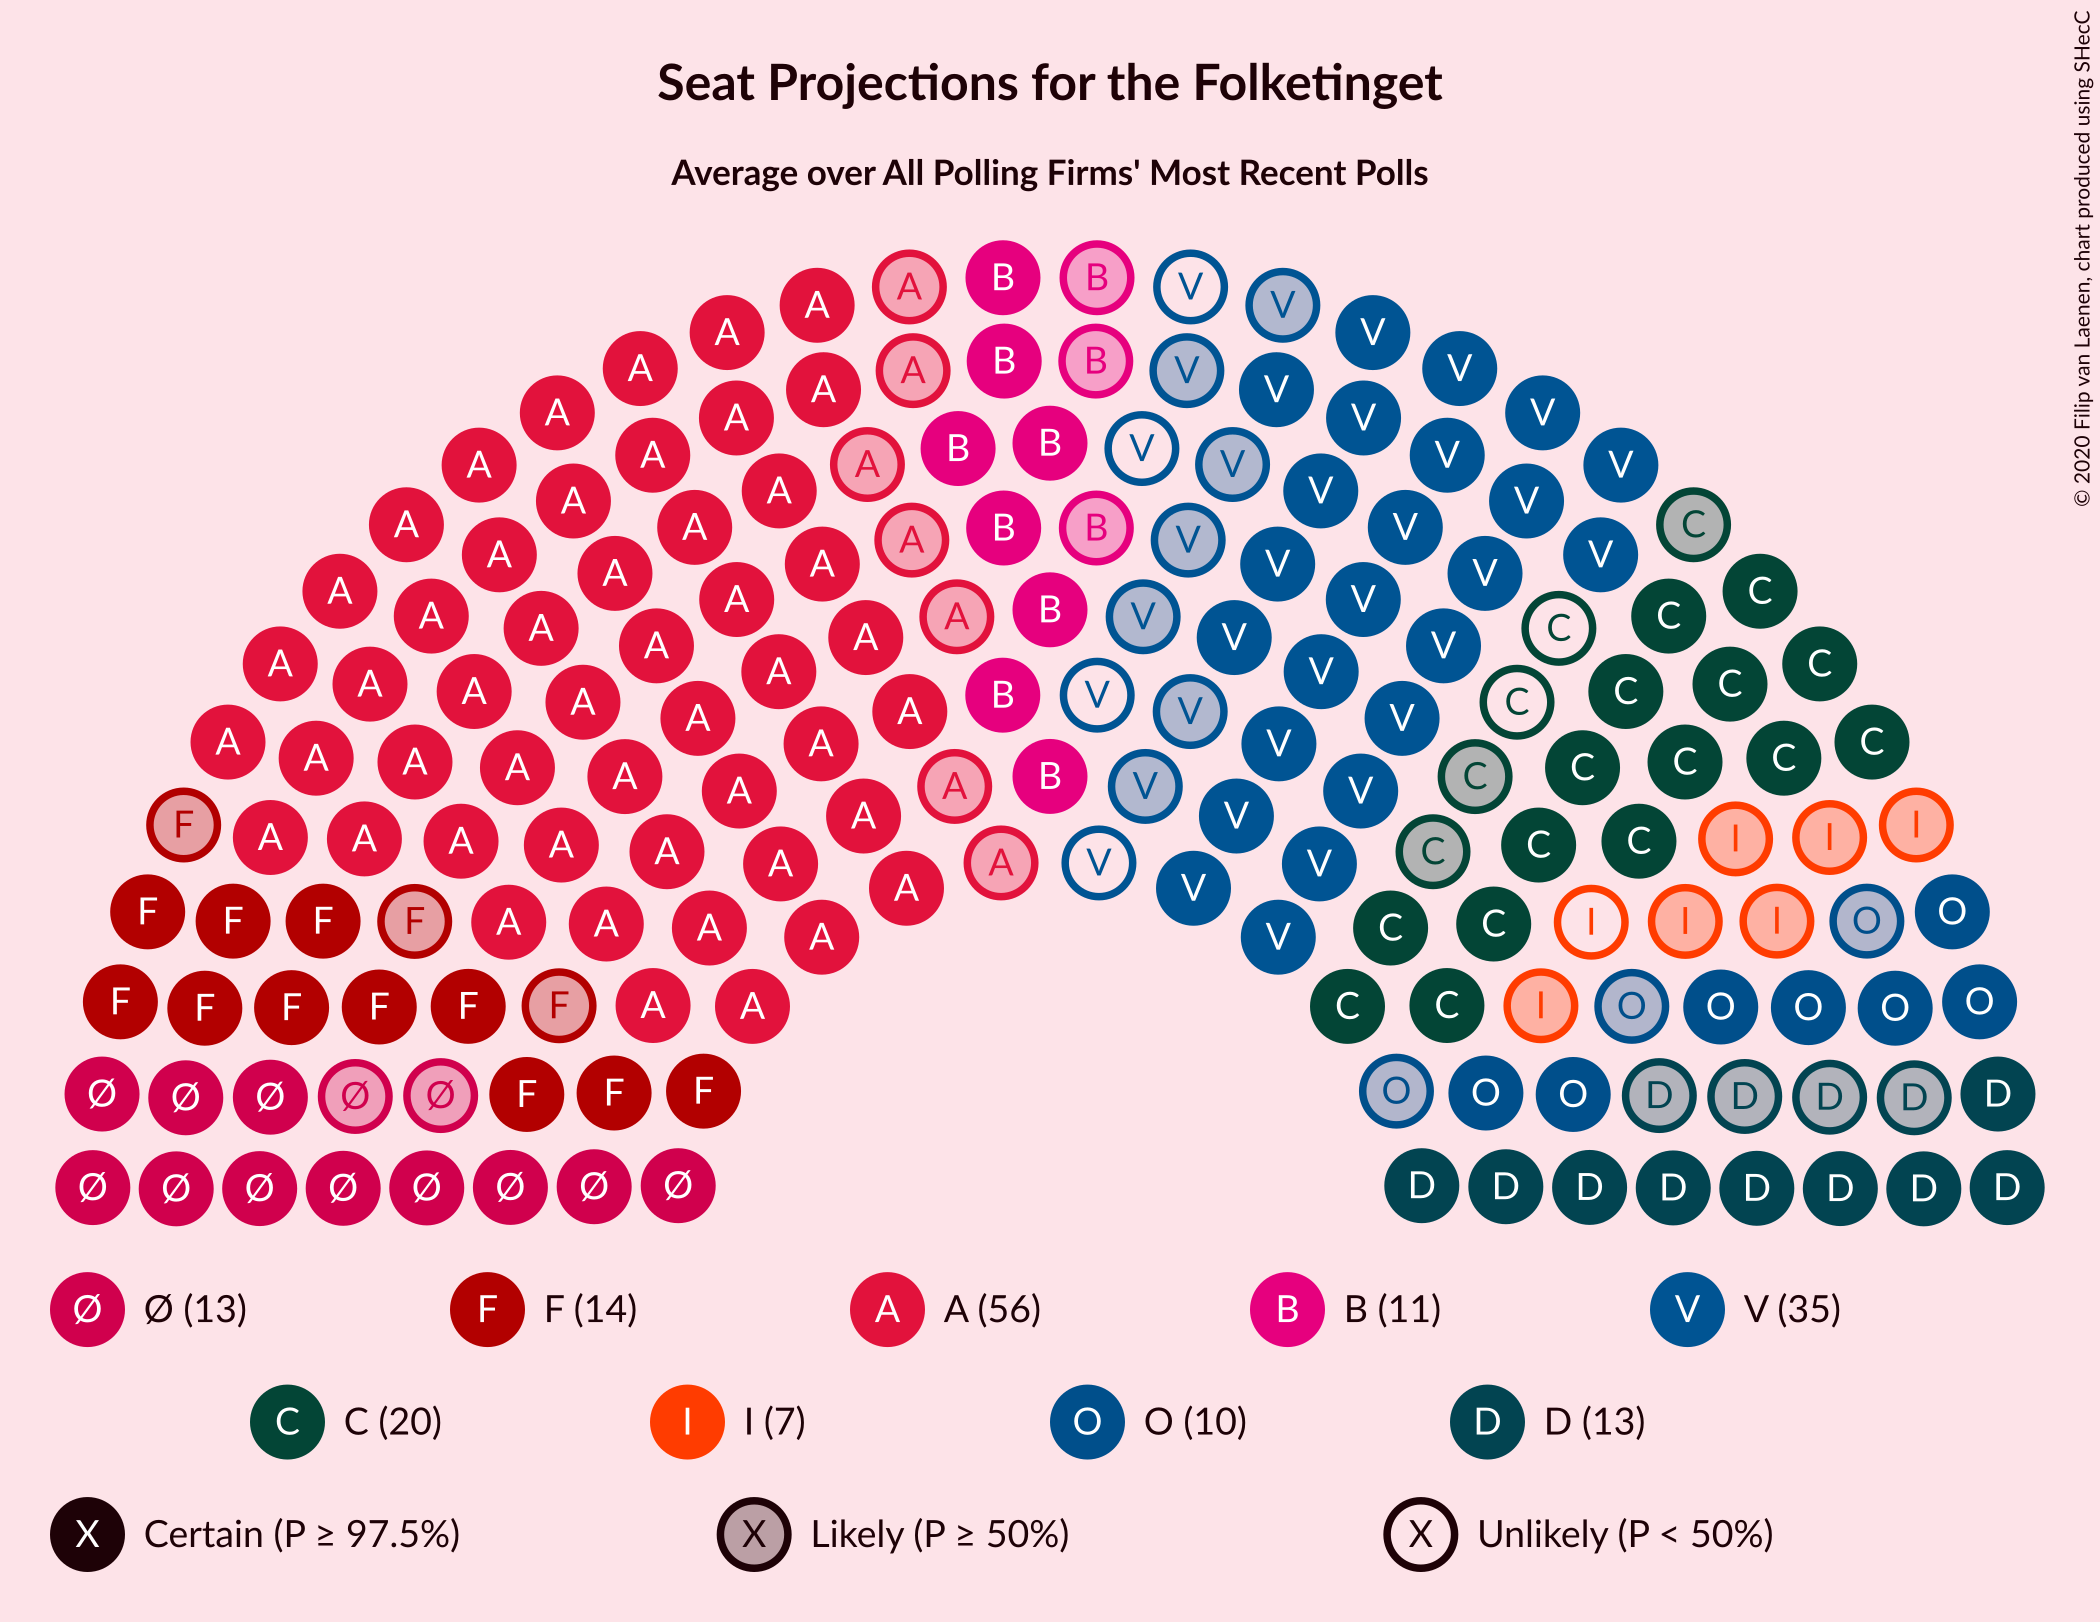 Seat Projections for the Folketinget
Average over All Polling Firms' Most Recent Polls
© 2020 Filip van Laenen, chart produced using SHecC
A B B V V
A A V V
A A B B V V V
A V
A A A V V V
A B B V V
A A A V V V
A A V V
A A A B B V V V C
A A A V V V
A A A A B V V V C
A A A V V C C
A A A A A B V V V V C
A A A V V C C
A A A A A V V V C C C
A A A A B V V C C C
F A A A A A A V V V C C C I I I
A A A V V V
F F F F A A A A V C C I I I O O
F F F F F F A A C C I O O O O O
Ø Ø Ø Ø Ø F F F O O O D D D D D
Ø Ø Ø Ø Ø Ø Ø Ø D D D D D D D D
Ø Ø (13) F F (14) A A (56) B B (11) V V (35)
C C (20) I I (7) O O (10) D D (13)
X Certain (P ≥ 97.5%) X Likely (P ≥ 50%) X Unlikely (P < 50%)